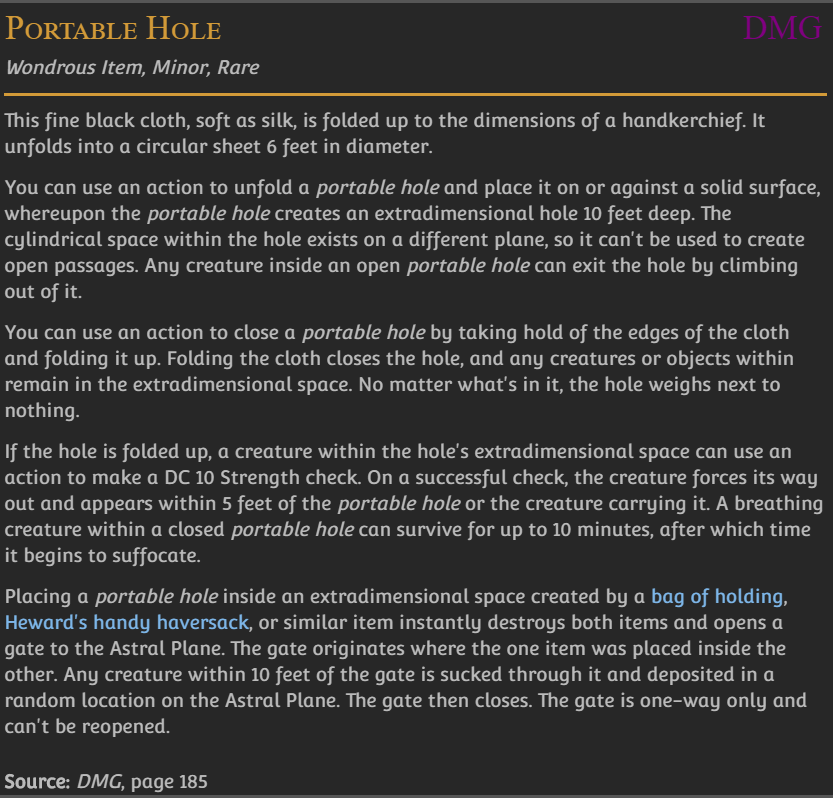 Portable Hole DMG
Wondrous Item, Minor, Rare
This fine black cloth, soft as silk, is folded up to the dimensions of a handkerchief. It
unfolds into a circular sheet 6 feet in diameter.
You can use an action to unfold a portable hole and place it on or against a solid surface,
whereupon the portable hole creates an extradimensional hole 10 feet deep. The
cylindrical space within the hole exists on a different plane, so it can't be used to create
open passages. Any creature inside an open portable hole can exit the hole by climbing
out of it.
You can use an action to close a portable hole by taking hold of the edges of the cloth
and folding it up. Folding the cloth closes the hole, and any creatures or objects within
remain in the extradimensional space. No matter what's in it, the hole weighs next to
nothing.
If the hole is folded up, a creature within the hole's extradimensional space can use an
action to make a DC 10 Strength check. On a successful check, the creature forces its way
out and appears within 5 feet of the portable hole or the creature carrying it. A breathing
creature within a closed portable hole can survive for up to 10 minutes, after which time
it begins to suffocate.
Placing a portable hole inside an extradimensional space created by a bag of holding,
Heward's handy haversack, or similar item instantly destroys both items and opens a
gate to the Astral Plane. The gate originates where the one item was placed inside the
other. Any creature within 10 feet of the gate is sucked through it and deposited in a
random location on the Astral Plane. The gate then closes. The gate is one-way only and
can't be reopened.
Source: DMG, page 185